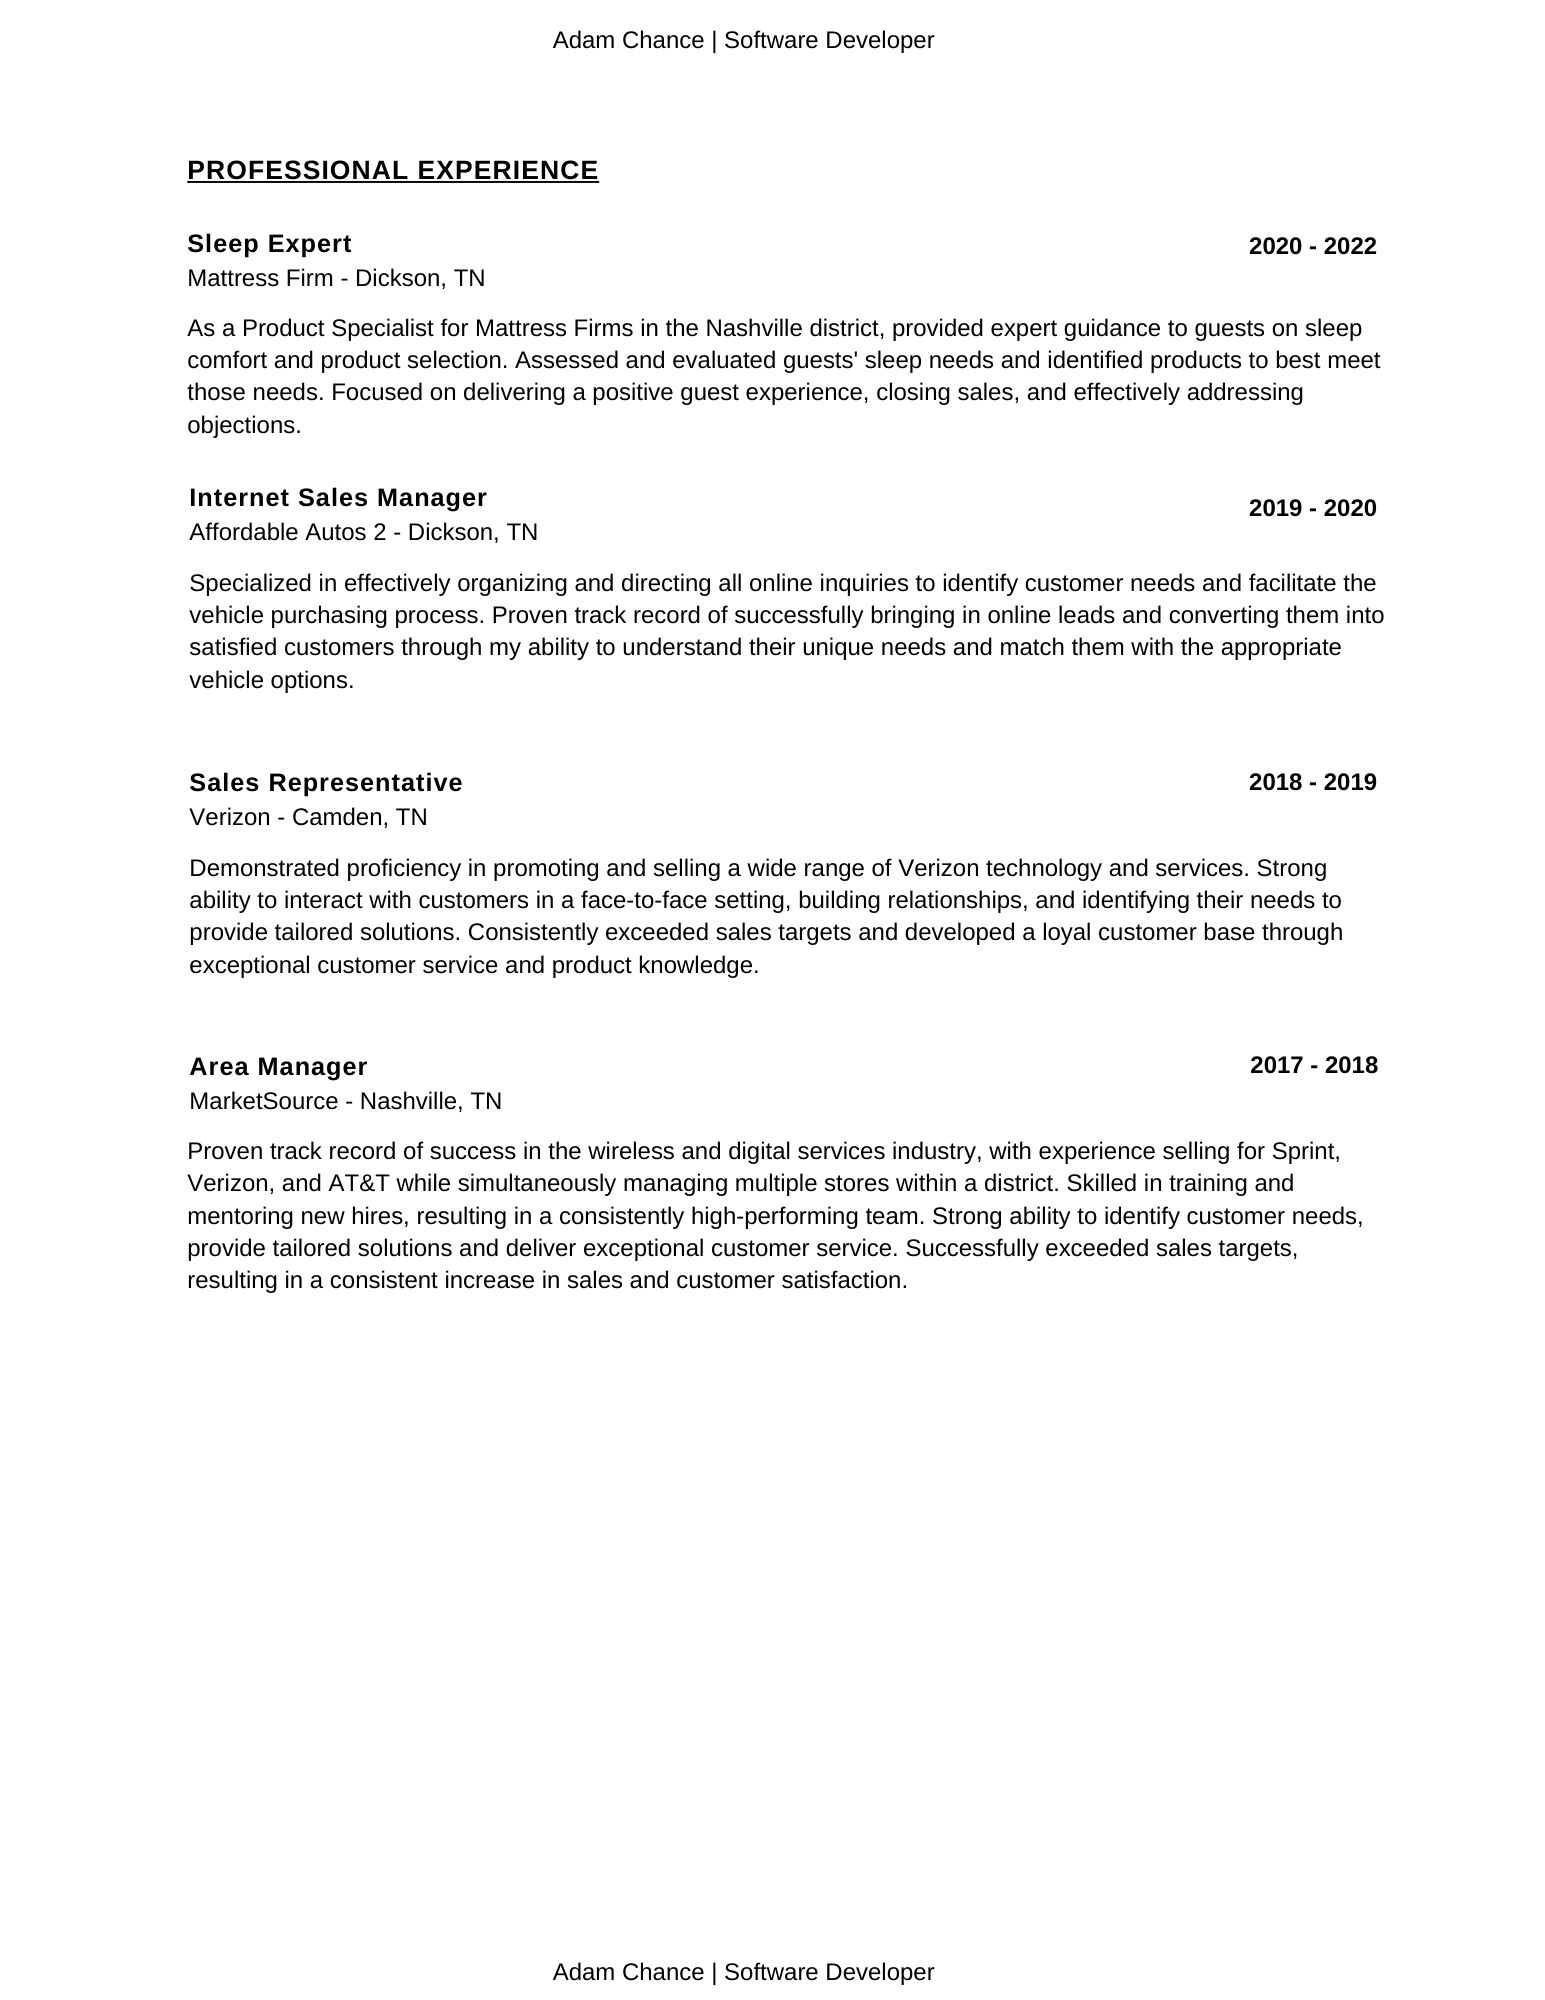 Adam Chance | Software Developer
PROFESSIONAL EXPERIENCE
Sleep Expert
2020 - 2022
Mattress Firm - Dickson, TN
As a Product Specialist for Mattress Firms in the Nashville district, provided expert guidance to guests on sleep
comfort and product selection. Assessed and evaluated guests' sleep needs and identified products to best meet
those needs. Focused on delivering a positive guest experience, closing sales, and effectively addressing
objections.
Internet Sales Manager
2019 - 2020
Affordable Autos 2 - Dickson, TN
Specialized in effectively organizing and directing all online inquiries to identify customer needs and facilitate the
vehicle purchasing process. Proven track record of successfully bringing in online leads and converting them into
satisfied customers through my ability to understand their unique needs and match them with the appropriate
vehicle options.
Sales Representative
2018 - 2019
Verizon - Camden, TN
Demonstrated proficiency in promoting and selling a wide range of Verizon technology and services. Strong
ability to interact with customers in a face-to-face setting, building relationships, and identifying their needs to
provide tailored solutions. Consistently exceeded sales targets and developed a loyal customer base through
exceptional customer service and product knowledge.
Area Manager
2017 - 2018
MarketSource - Nashville, TN
Proven track record of success in the wireless and digital services industry, with experience selling for Sprint,
Verizon, and AT&T while simultaneously managing multiple stores within a district. Skilled in training and
mentoring new hires, resulting in a consistently high-performing team. Strong ability to identify customer needs,
provide tailored solutions and deliver exceptional customer service. Successfully exceeded sales targets,
resulting in a consistent increase in sales and customer satisfaction.
Adam Chance | Software Developer